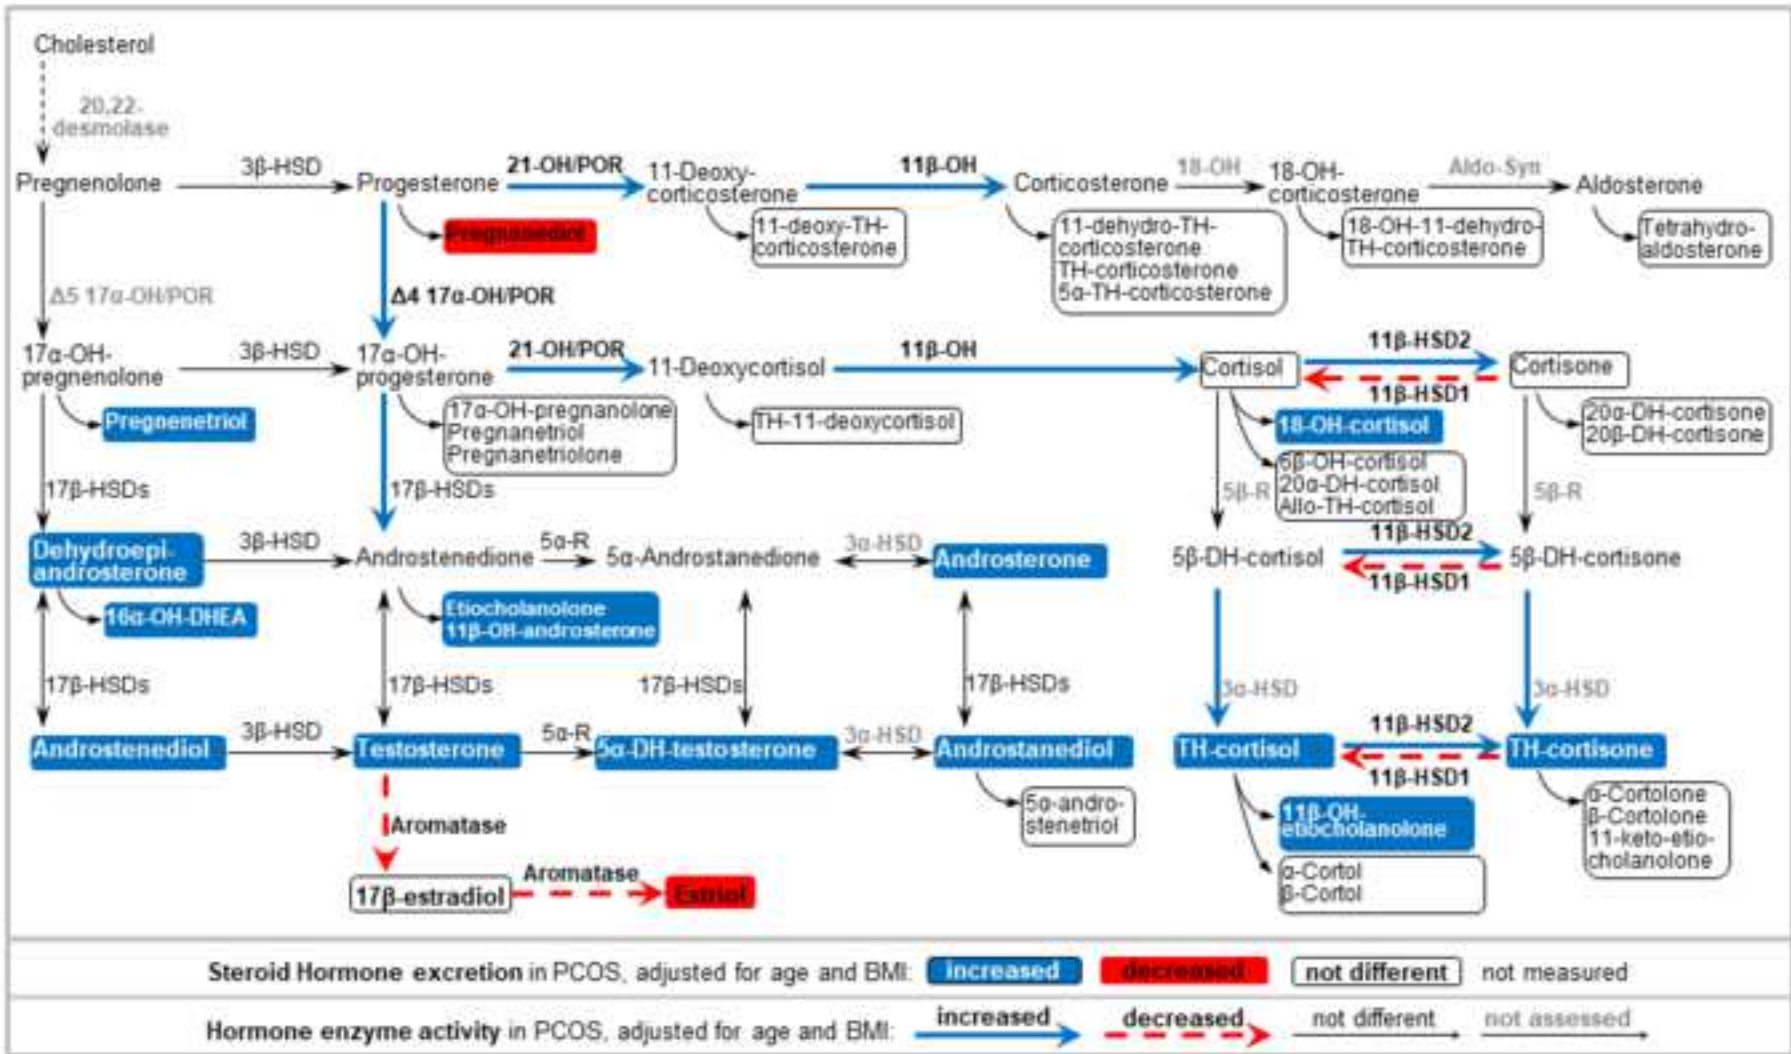 Cholesterol
20,22-
desmolase
Pregnenolone
3β-HSD
Progesterone
21-OH/POR
11-Deoxy-
corticosterone
11β-OH
Corticosterone
18-OH
18-OH-
corticosterone
Aldo-Syn
Aldosterone
Pregnanediol
11-deoxy-TH-
corticosterone
11-dehydro-TH-
corticosterone
TH-corticosterone
5α-TH-corticosterone
18-OH-11-dehydro-
TH-corticosterone
Tetrahydro-
aldosterone
Δ5 17α-OH/POR
Δ4 17α-OH/POR
17α-OH-
pregnenolone
3β-HSD
17α-OH-
progesterone
21-OH/POR
11-Deoxycortisol
11β-OH
Cortisol
11β-HSD2
11β-HSD1
Cortisone
Pregnenetriol
17α-OH-pregnanolone
Pregnanetriol
Pregnanetriolone
TH-11-deoxycortisol
18-OH-cortisol
6β-OH-cortisol
20α-DH-cortisol
Allo-TH-cortisol
20α-DH-cortisone
20β-DH-cortisone
17β-HSDs
17β-HSDs
5β-R
5β-R
Dehydroepi-
androsterone
3β-HSD
Androstenedione
5α-R
5α-Androstanedione
3α-HSD
Androsterone
5β-DH-cortisol
11β-HSD2
11β-HSD1
5β-DH-cortisone
16α-OH-DHEA
Etiocholanolone
11β-OH-androsterone
17β-HSDs
17β-HSDs
17β-HSDs
17β-HSDs
3α-HSD
3α-HSD
Androstenediol
3β-HSD
Testosterone
5α-R
5α-DH-testosterone
3α-HSD
Androstanediol
TH-cortisol
11β-HSD2
11β-HSD1
TH-cortisone
5α-andro-
stenetriol
11β-OH-
etiocholanolone
α-Cortol
β-Cortol
α-Cortolone
β-Cortolone
11-keto-etio-
cholanolone
Aromatase
17β-estradiol
Aromatase
Estriol
Steroid Hormone excretion in PCOS, adjusted for age and BMI: increased decreased not different not measured
Hormone enzyme activity in PCOS, adjusted for age and BMI: increased decreased not different not assessed